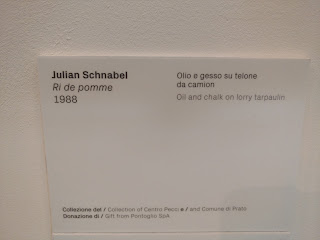 Julian Schnabel
Ri de pomme
1988
Olio e gesso su telone
da camion
Oil and chalk on lorry tarpaulin
Collezione del / Collection of Centro Pecci e / and Comune di Prato
Donazione di / Gift from Pontoglio SpA